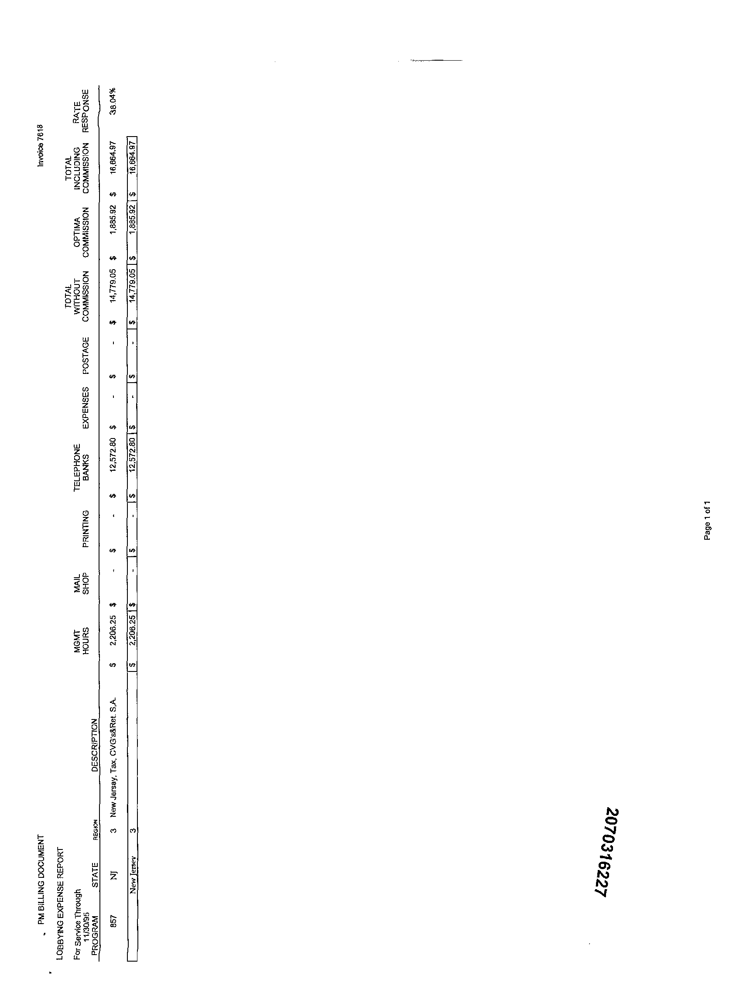 PM BILLING DOCUMENT
Invoice 7618
LOBBYING EXPENSE REPORT
For Service Through
11/30/95
PROGRAM STATE REGION DESCRIPTION MGMT HOURS MAIL SHOP PRINTING TELEPHONE BANKS EXPENSES POSTAGE TOTAL WITHOUT COMMISSION OPTIMA COMMISSION TOTAL INCLUDING COMMISSION RATE RESPONSE
857 NJ 3 New Jersey, Tax, CVG's&Ret. S.A. $ 2,206.25 $ - $ - $ 12,572.80 $ - $ - $ 14,779.05 $ 1,885.92 $ 16,664.97 38.04%
New Jersey 3 $ 2,206.25 $ - $ - $ 12,572.80 $ - $ - $ 14,779.05 $ 1,885.92 $ 16,664.97
Page 1 of 1
2070316227